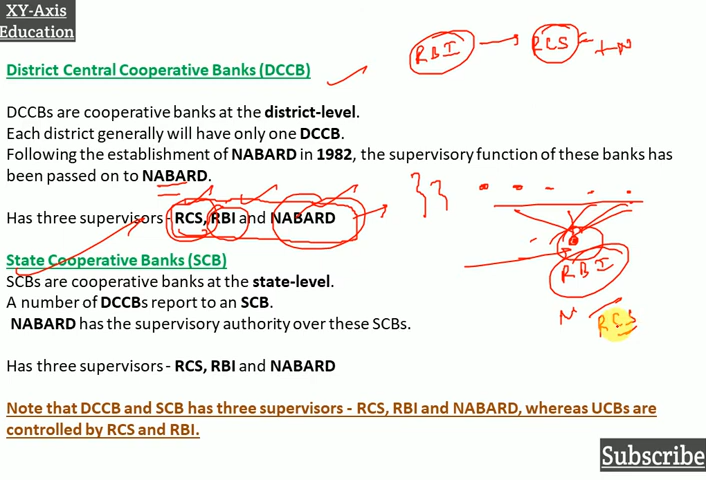 XY-Axis
Education
RBI → RCS
+N
District Central Cooperative Banks (DCCB)
DCCBs are cooperative banks at the district-level.
Each district generally will have only one DCCB.
Following the establishment of NABARD in 1982, the supervisory function of these banks has
been passed on to NABARD.
Has three supervisors - RCS, RBI and NABARD
State Cooperative Banks (SCB)
RBI
SCBs are cooperative banks at the state-level.
A number of DCCBs report to an SCB.
NABARD has the supervisory authority over these SCBs.
N
RCS
Has three supervisors - RCS, RBI and NABARD
Note that DCCB and SCB has three supervisors - RCS, RBI and NABARD, whereas UCBs are
controlled by RCS and RBI.
Subscribe